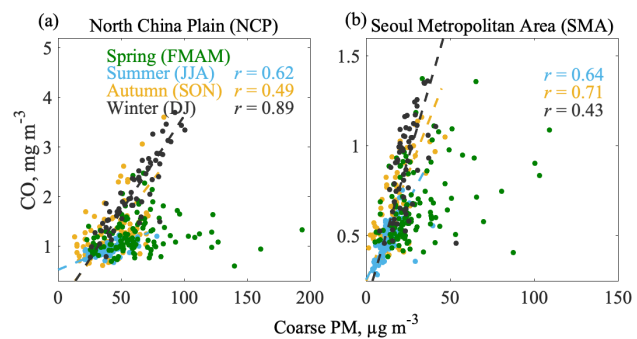 (a) North China Plain (NCP)
(b) Seoul Metropolitan Area (SMA)
Spring (FMAM)
Summer (JJA) r = 0.62
Autumn (SON) r = 0.49
Winter (DJ) r = 0.89
r = 0.64
r = 0.71
r = 0.43
CO, mg m⁻³
5
4
3
2
1
0 50 100 150 200
1.5
1
0.5
0 50 100 150
Coarse PM, µg m⁻³